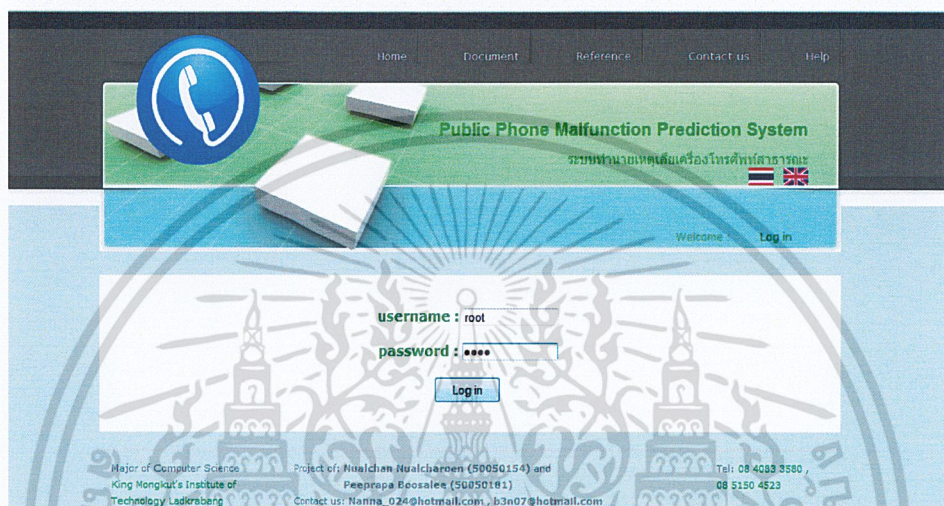 Home Document Reference Contact us Help
Public Phone Malfunction Prediction System
ระบบทำนายเหตุเสียเครื่องโทรศัพท์สาธารณะ
Welcome : Log in
username : root
password : ●●●●
Log in
Major of Computer Science Project of: Nualchan Nualcharoen (50050154) and Tel: 08 4083 3580 ,
King Mongkut's Institute of Peeprapa Boosalee (50050181) 08 5150 4523
Technology Ladkrabang Contact us: Nanna_024@hotmail.com , b3n07@hotmail.com